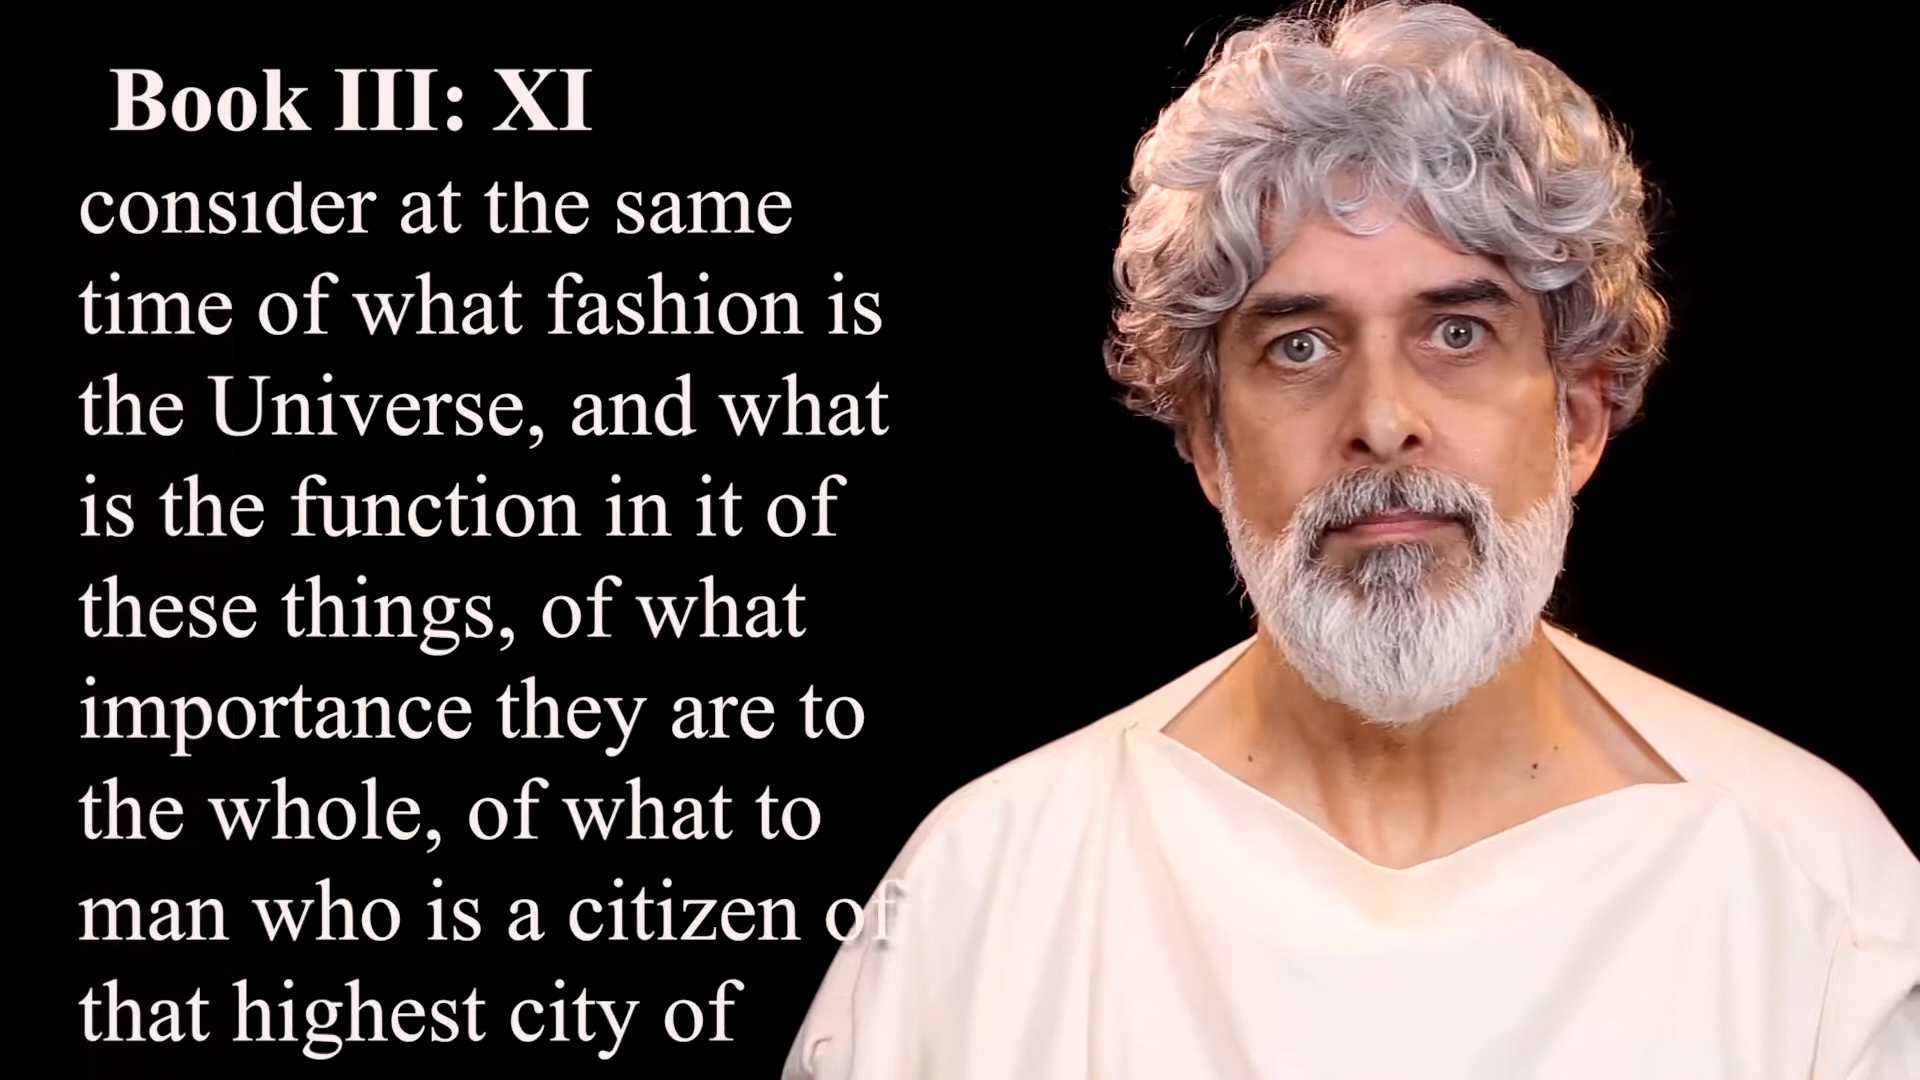 Book III: XI
consider at the same
time of what fashion is
the Universe, and what
is the function in it of
these things, of what
importance they are to
the whole, of what to
man who is a citizen of
that highest city of